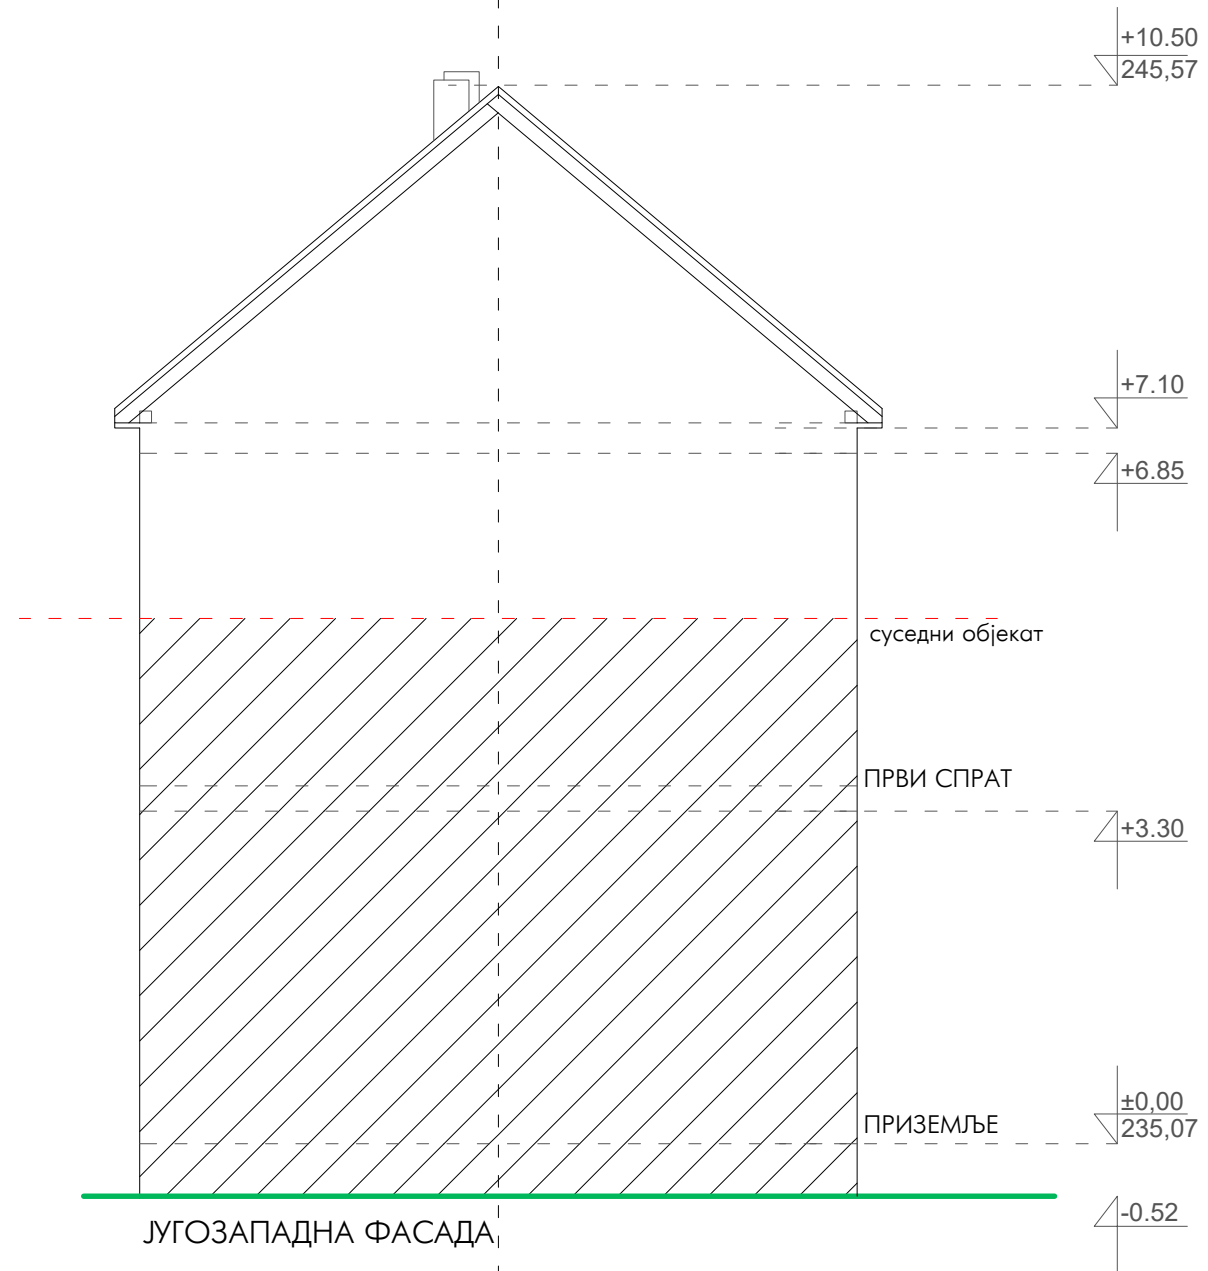 +10.50
245,57
+7.10
+6.85
суседни објекат
ПРВИ СПРАТ
+3.30
±0,00
ПРИЗЕМЉЕ
235,07
-0.52
ЈУГОЗАПАДНА ФАСАДА